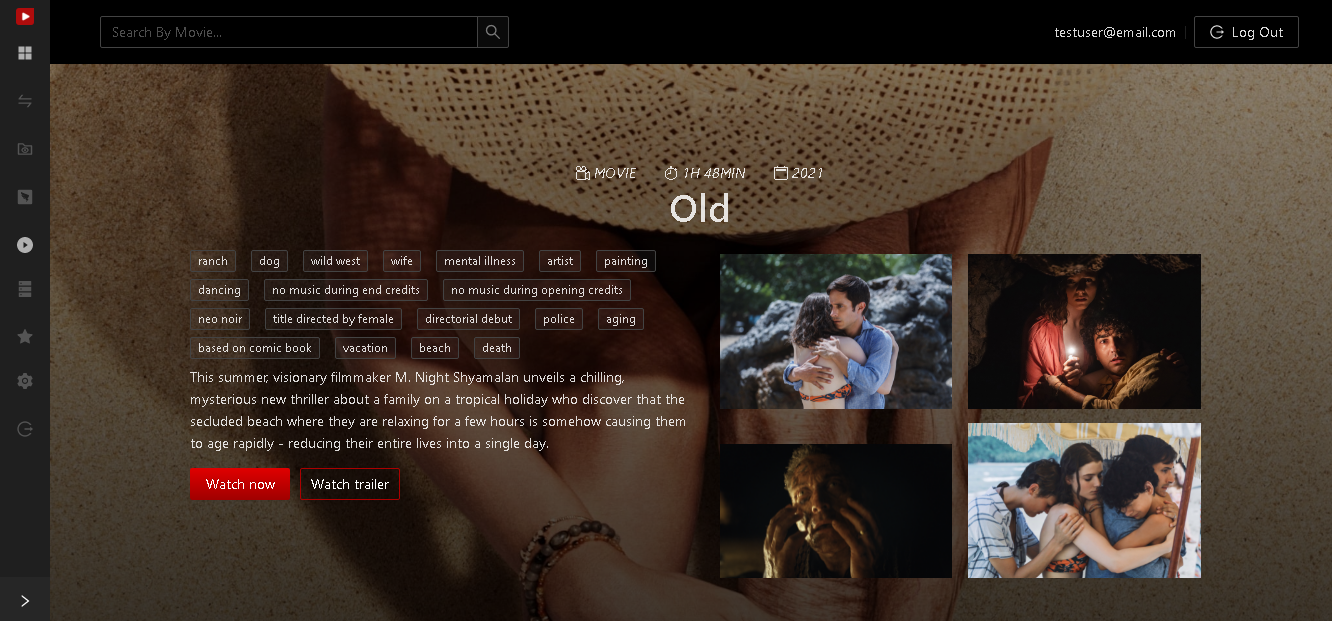 Search By Movie...
testuser@email.com
Log Out
MOVIE 1H 48MIN 2021
Old
ranch dog wild west wife mental illness artist painting
dancing no music during end credits no music during opening credits
neo noir title directed by female directorial debut police aging
based on comic book vacation beach death
This summer, visionary filmmaker M. Night Shyamalan unveils a chilling,
mysterious new thriller about a family on a tropical holiday who discover that the
secluded beach where they are relaxing for a few hours is somehow causing them
to age rapidly - reducing their entire lives into a single day.
Watch now Watch trailer